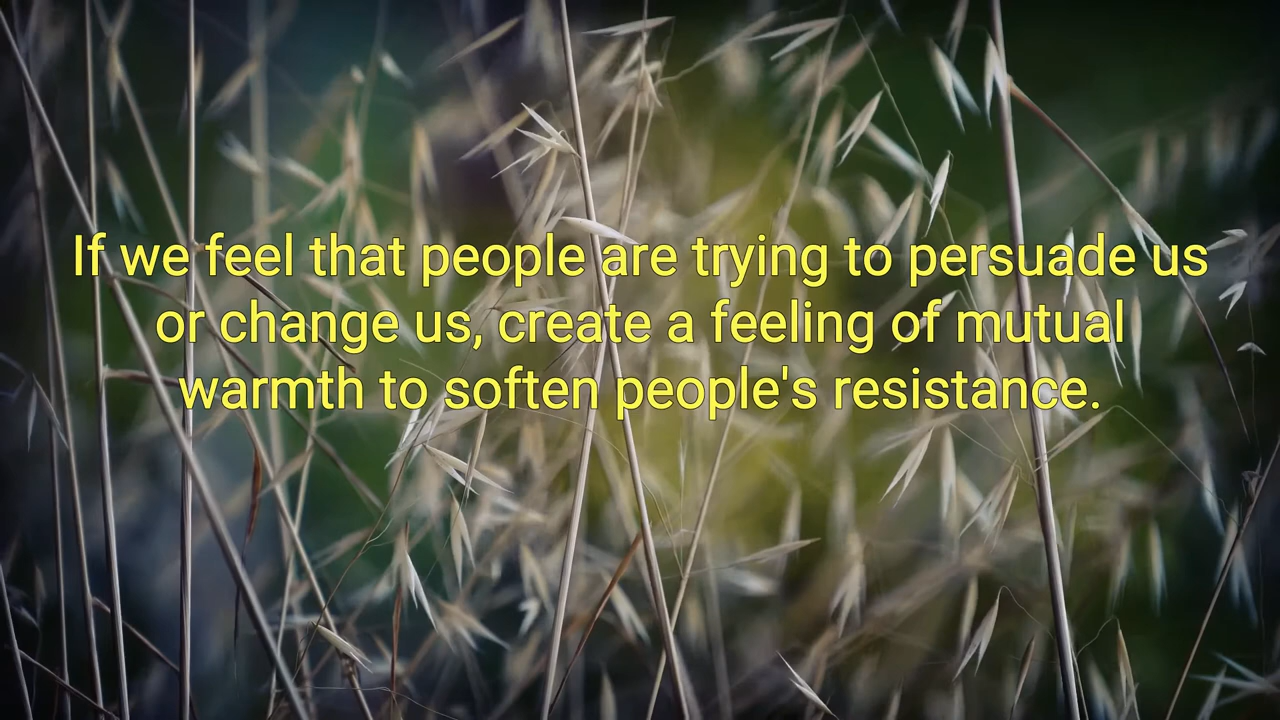 If we feel that people are trying to persuade us
or change us, create a feeling of mutual
warmth to soften people's resistance.